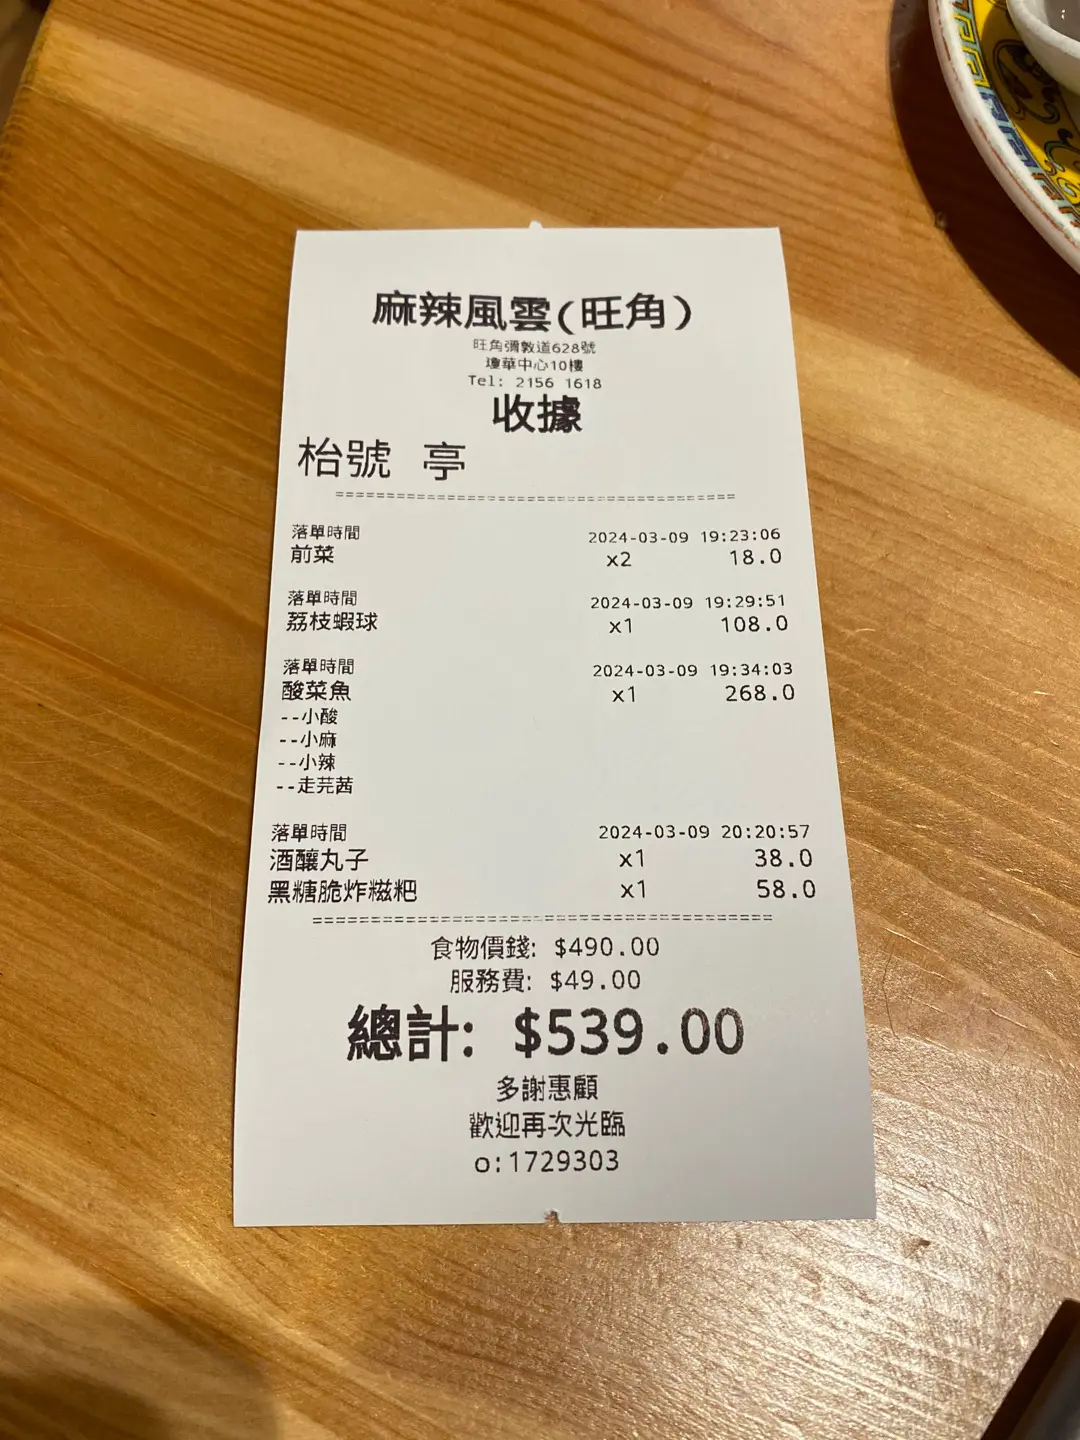 麻辣風雲(旺角)
旺角彌敦道628號
瓊華中心10樓
Tel: 2156 1618
收據
枱號 亭
========================================
落單時間 2024-03-09 19:23:06
前菜 x2 18.0
落單時間 2024-03-09 19:29:51
荔枝蝦球 x1 108.0
落單時間 2024-03-09 19:34:03
酸菜魚 x1 268.0
--小酸
--小麻
--小辣
--走芫茜
落單時間 2024-03-09 20:20:57
酒釀丸子 x1 38.0
黑糖脆炸糍粑 x1 58.0
========================================
食物價錢: $490.00
服務費: $49.00
總計: $539.00
多謝惠顧
歡迎再次光臨
o:1729303